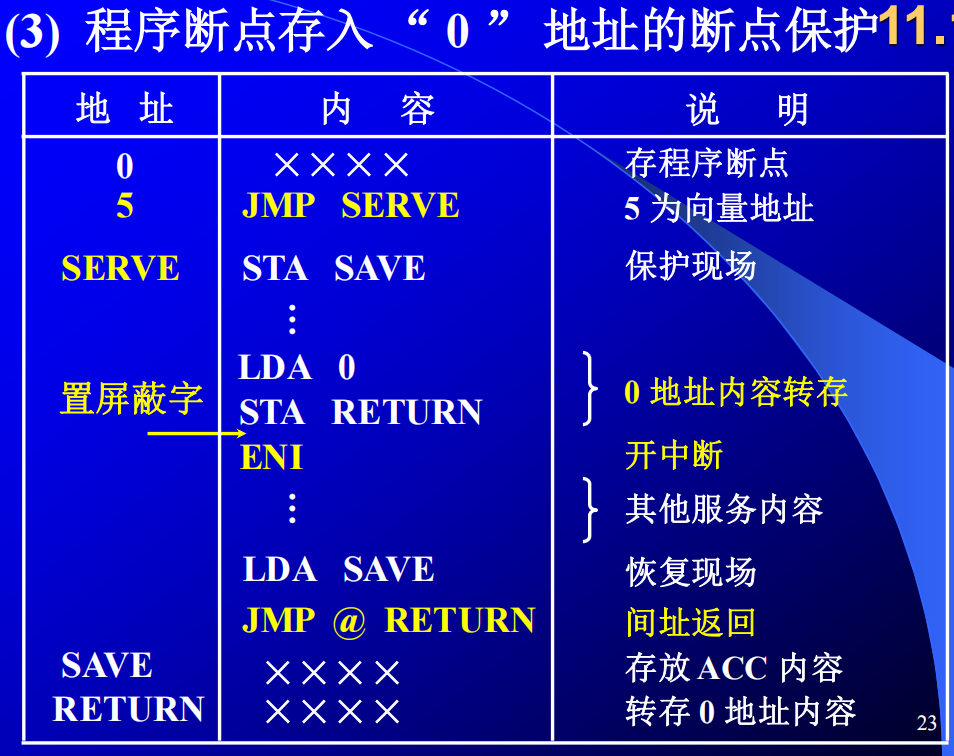 (3) 程序断点存入 “ 0 ” 地址的断点保护 11.
地 址 内 容 说 明
0 ×××× 存程序断点
5 JMP SERVE 5 为向量地址
SERVE STA SAVE 保护现场
⋮
LDA 0
置屏蔽字 0 地址内容转存
STA RETURN
ENI 开中断
⋮ 其他服务内容
LDA SAVE 恢复现场
JMP @ RETURN 间址返回
SAVE ×××× 存放 ACC 内容
RETURN ×××× 转存 0 地址内容
23